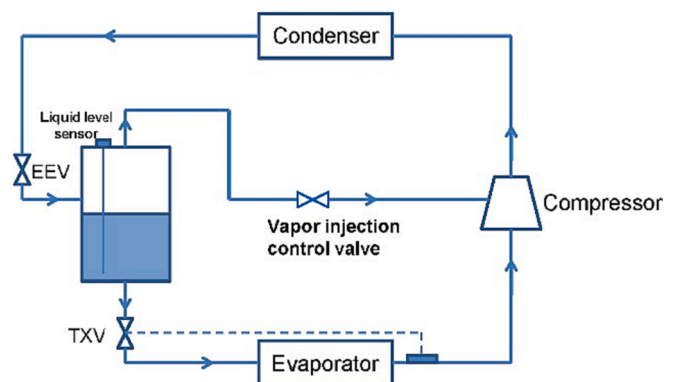 Condenser
Liquid level
sensor
EEV
Compressor
Vapor injection
control valve
TXV
Evaporator